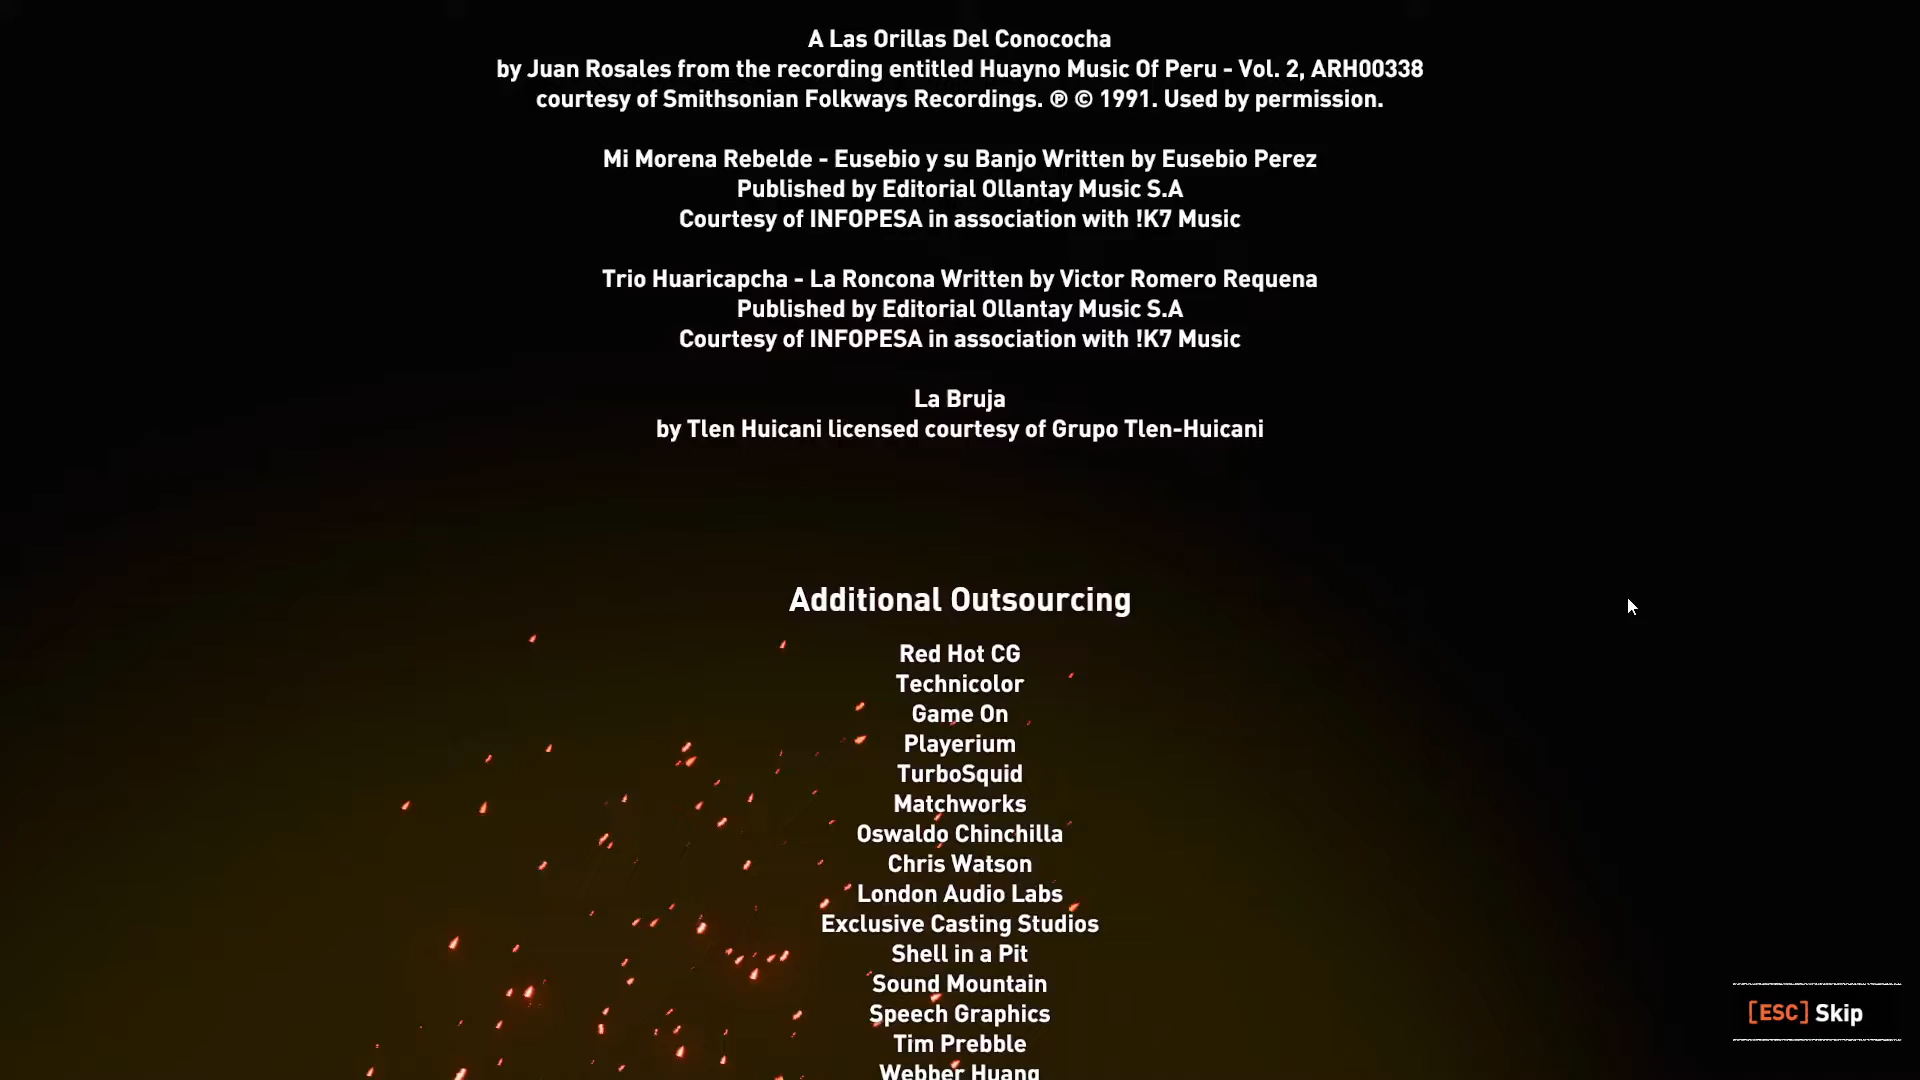 A Las Orillas Del Conococha
by Juan Rosales from the recording entitled Huayno Music Of Peru - Vol. 2, ARH00338
courtesy of Smithsonian Folkways Recordings. ℗ © 1991. Used by permission.
Mi Morena Rebelde - Eusebio y su Banjo Written by Eusebio Perez
Published by Editorial Ollantay Music S.A
Courtesy of INFOPESA in association with !K7 Music
Trio Huaricapcha - La Roncona Written by Victor Romero Requena
Published by Editorial Ollantay Music S.A
Courtesy of INFOPESA in association with !K7 Music
La Bruja
by Tlen Huicani licensed courtesy of Grupo Tlen-Huicani
Additional Outsourcing
Red Hot CG
Technicolor
Game On
Playerium
TurboSquid
Matchworks
Oswaldo Chinchilla
Chris Watson
London Audio Labs
Exclusive Casting Studios
Shell in a Pit
Sound Mountain
Speech Graphics
Tim Prebble
Webber Huang
[ESC] Skip